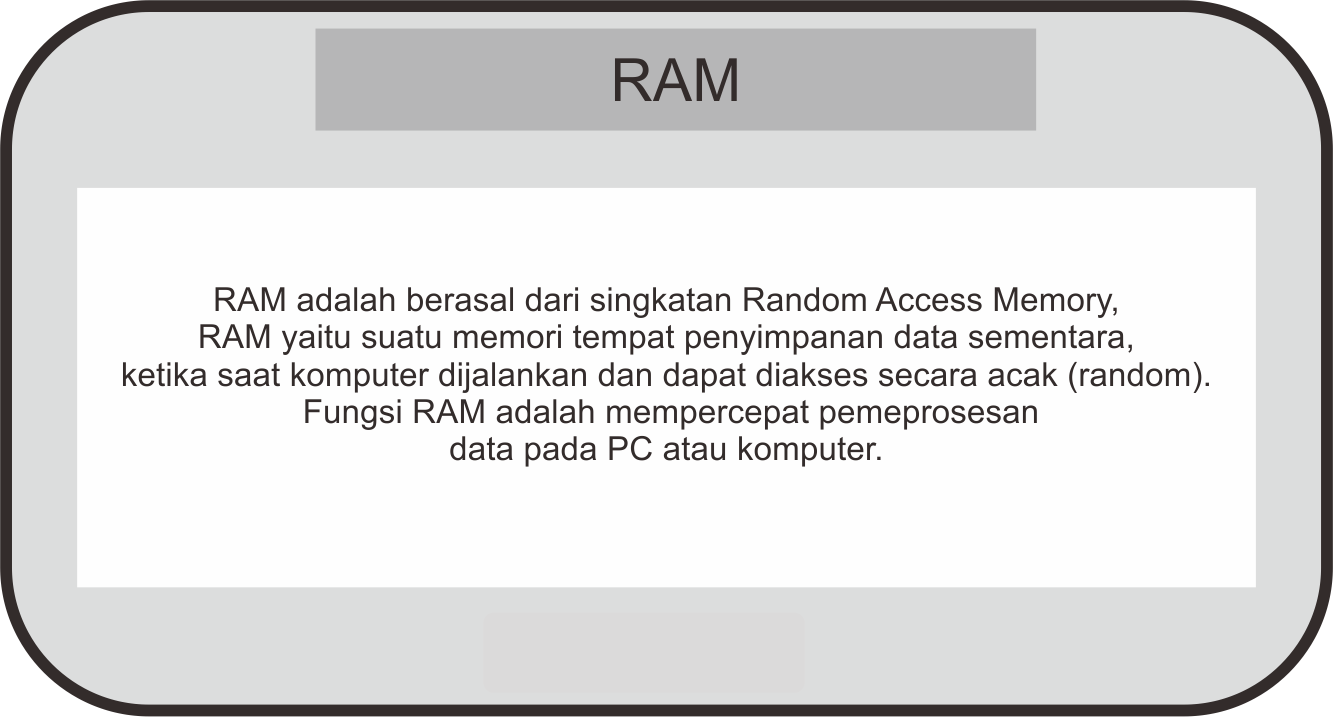 RAM
RAM adalah berasal dari singkatan Random Access Memory,
RAM yaitu suatu memori tempat penyimpanan data sementara,
ketika saat komputer dijalankan dan dapat diakses secara acak (random).
Fungsi RAM adalah mempercepat pemeprosesan
data pada PC atau komputer.